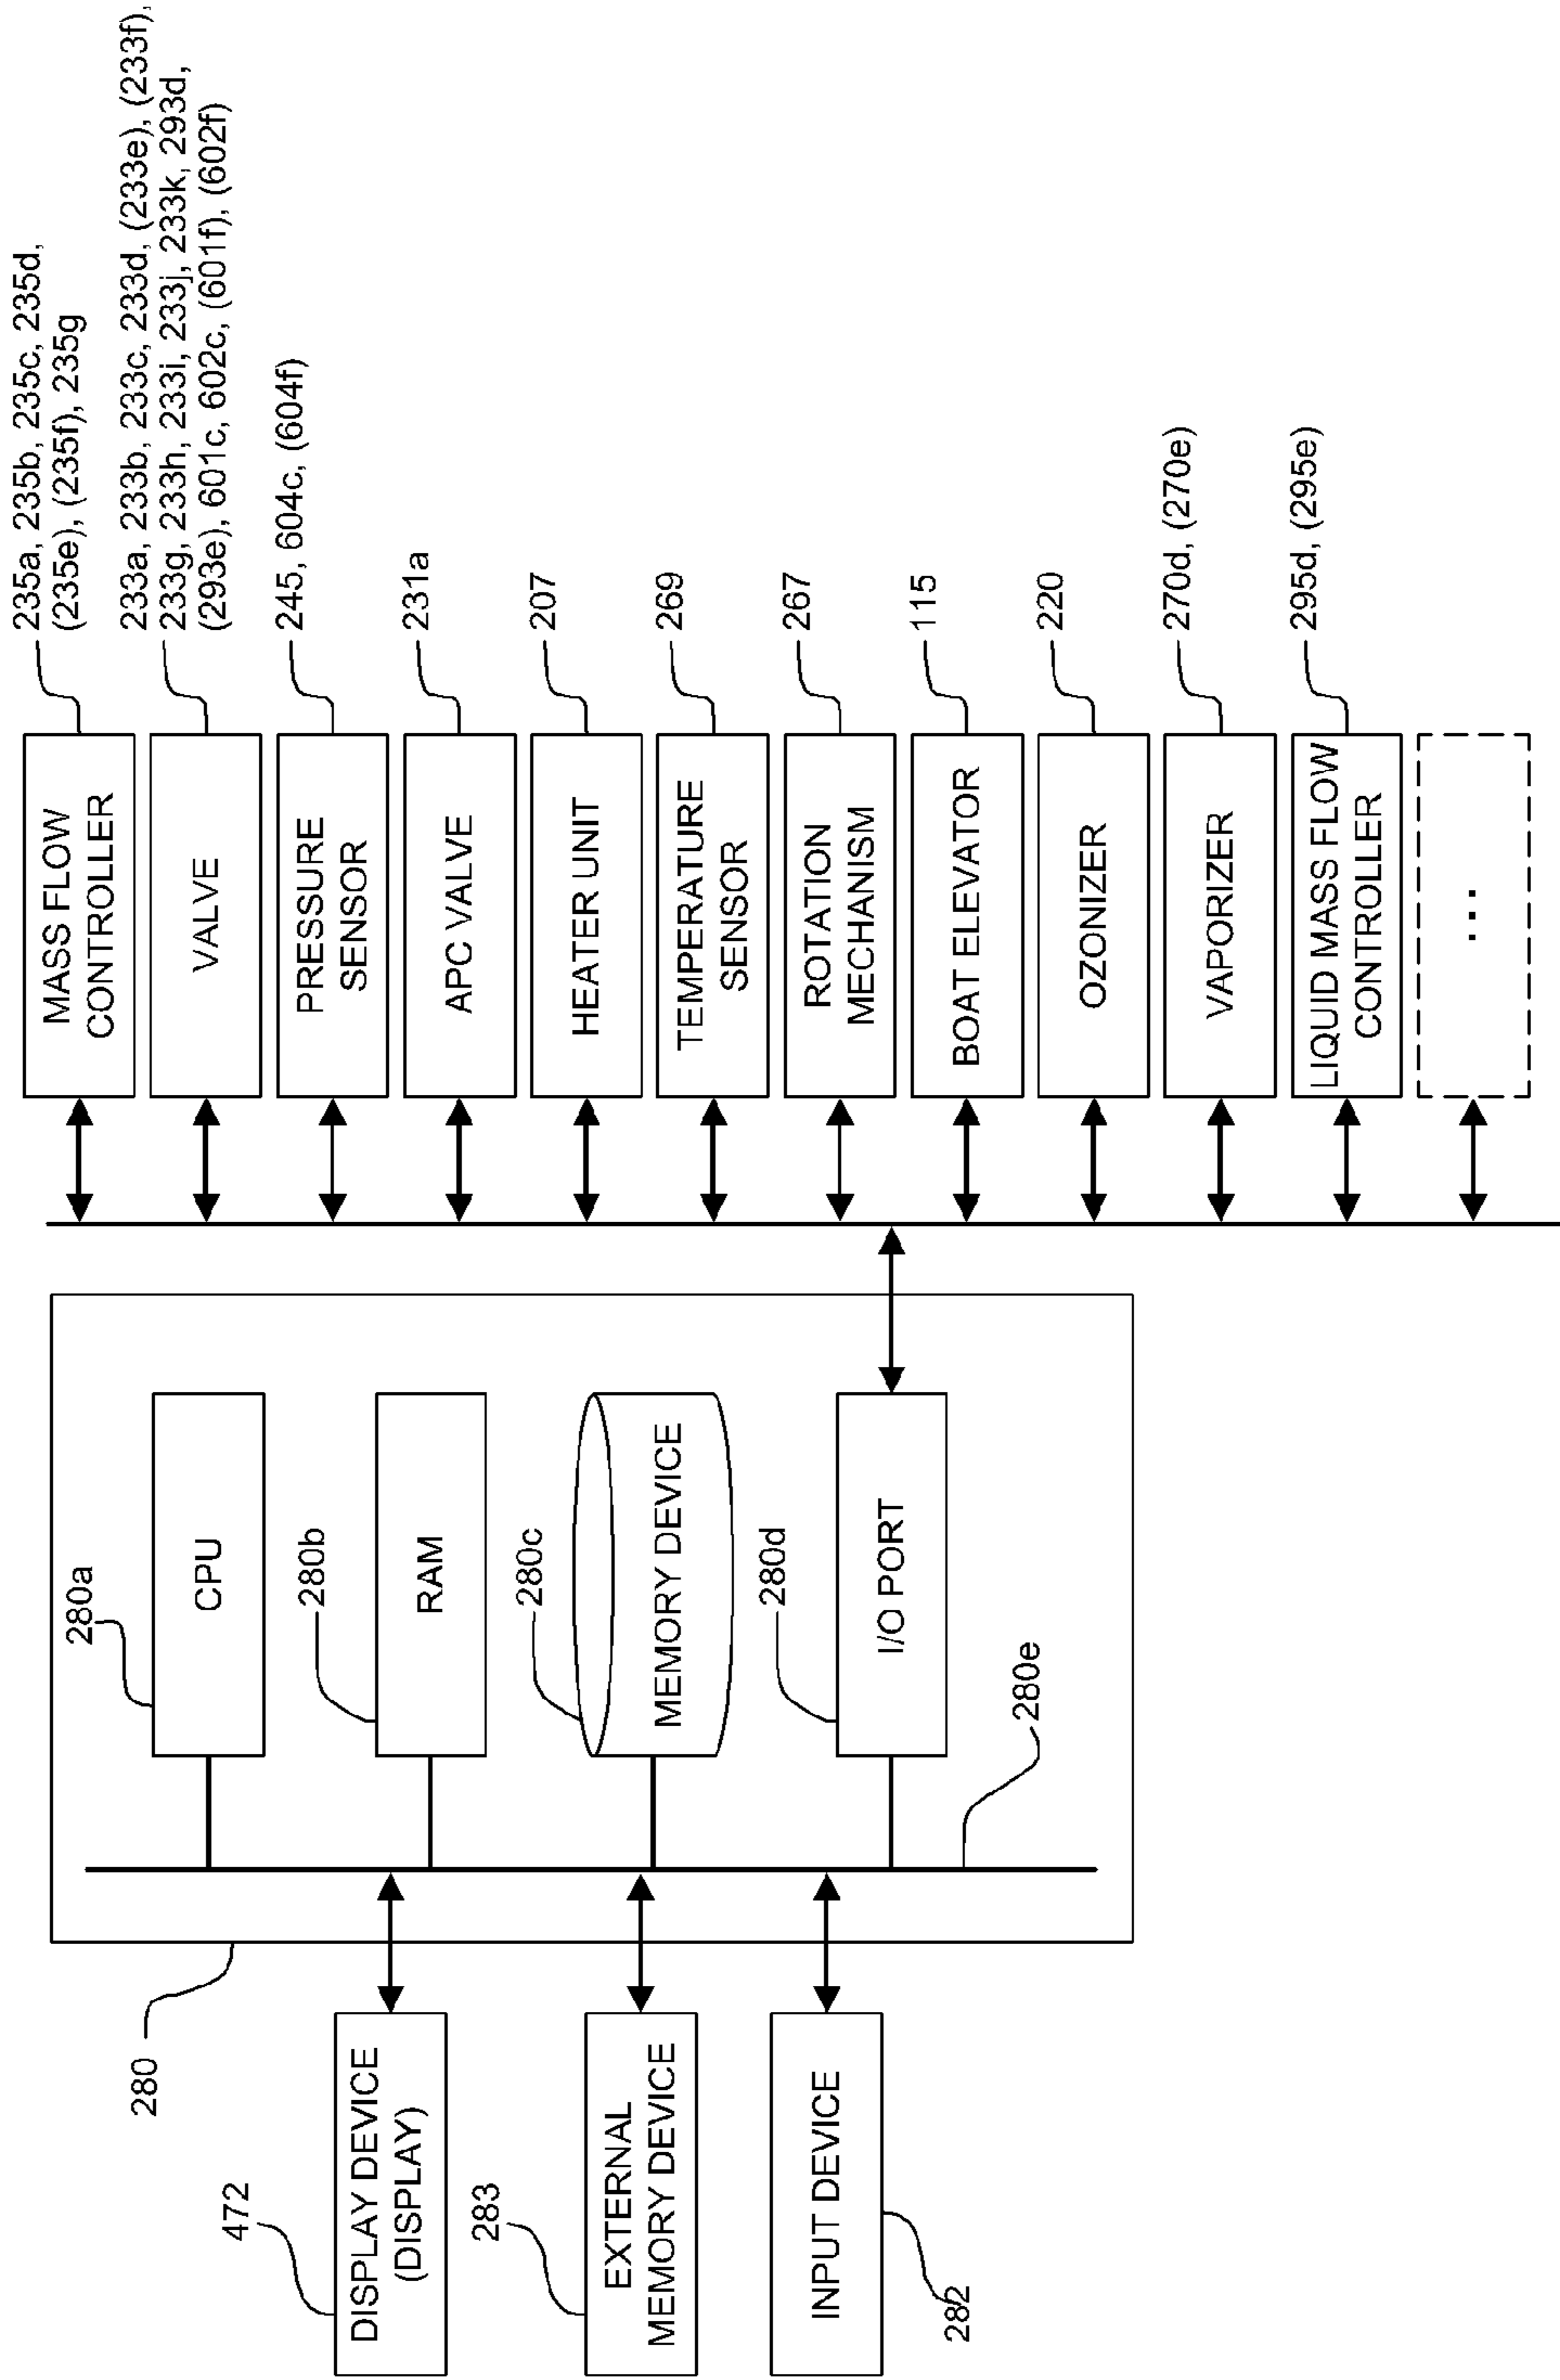 472
DISPLAY DEVICE
(DISPLAY)
283
EXTERNAL
MEMORY DEVICE
INPUT DEVICE
282
280
280a
CPU
280b
RAM
280c
MEMORY DEVICE
280d
I/O PORT
280e
MASS FLOW
CONTROLLER
235a, 235b, 235c, 235d,
(235e), (235f), 235g
VALVE
233a, 233b, 233c, 233d, (233e), (233f),
233g, 233h, 233i, 233j, 233k, 293d,
(293e), 601c, 602c, (601f), (602f)
PRESSURE
SENSOR
245, 604c, (604f)
APC VALVE
231a
HEATER UNIT
207
TEMPERATURE
SENSOR
269
ROTATION
MECHANISM
267
BOAT ELEVATOR
115
OZONIZER
220
VAPORIZER
270d, (270e)
LIQUID MASS FLOW
CONTROLLER
295d, (295e)
...